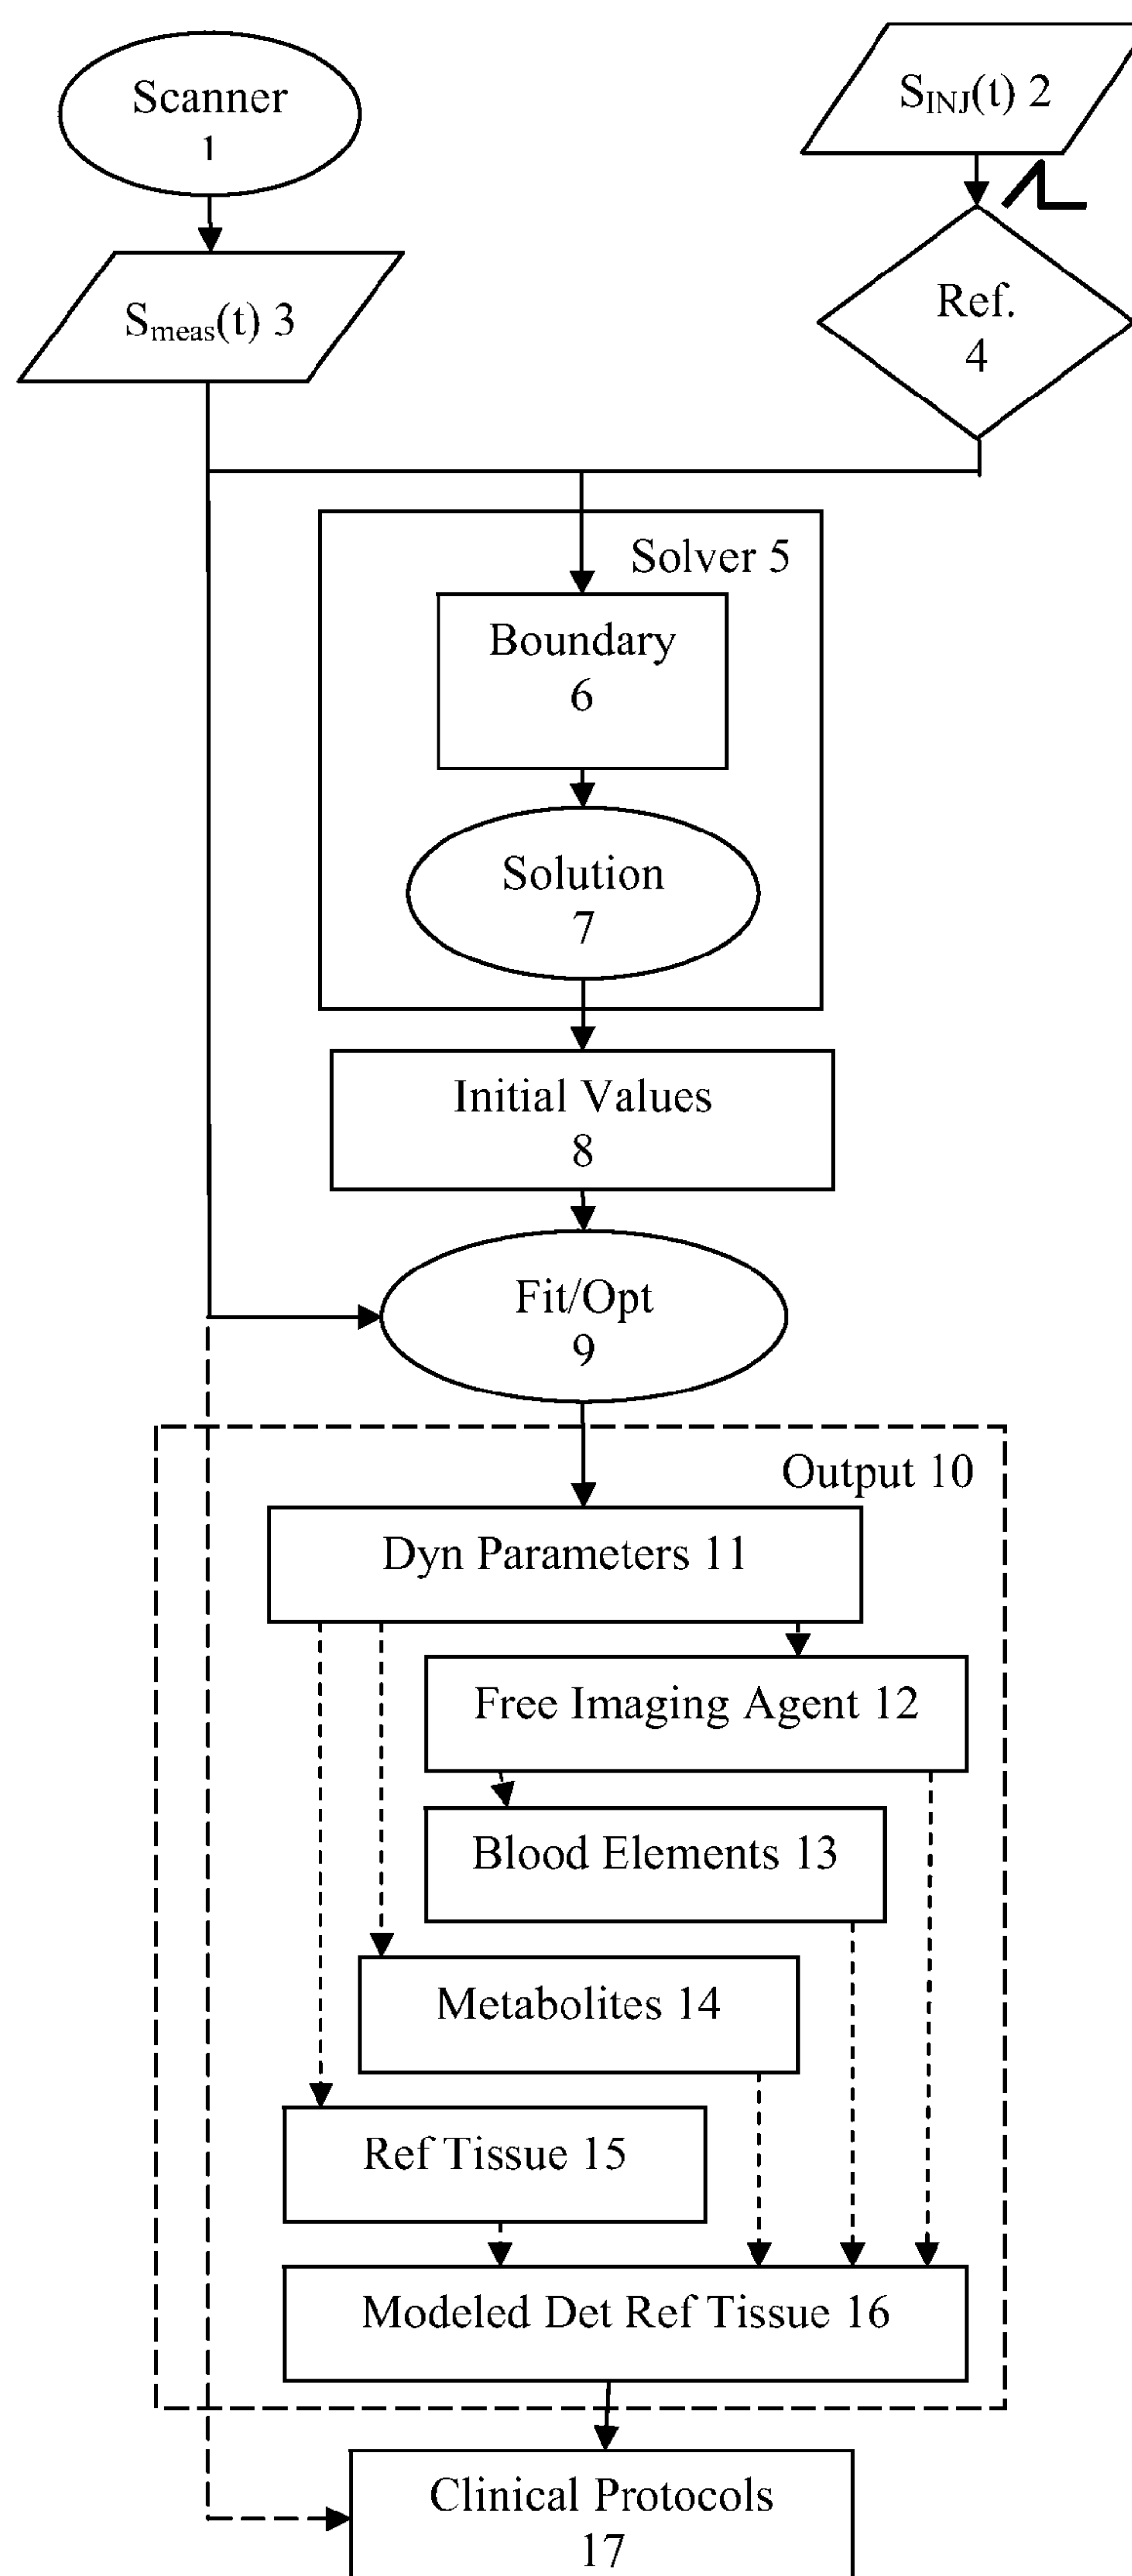 Scanner
1
S_INJ(t) 2
S_meas(t) 3
Ref.
4
Solver 5
Boundary
6
Solution
7
Initial Values
8
Fit/Opt
9
Output 10
Dyn Parameters 11
Free Imaging Agent 12
Blood Elements 13
Metabolites 14
Ref Tissue 15
Modeled Det Ref Tissue 16
Clinical Protocols
17